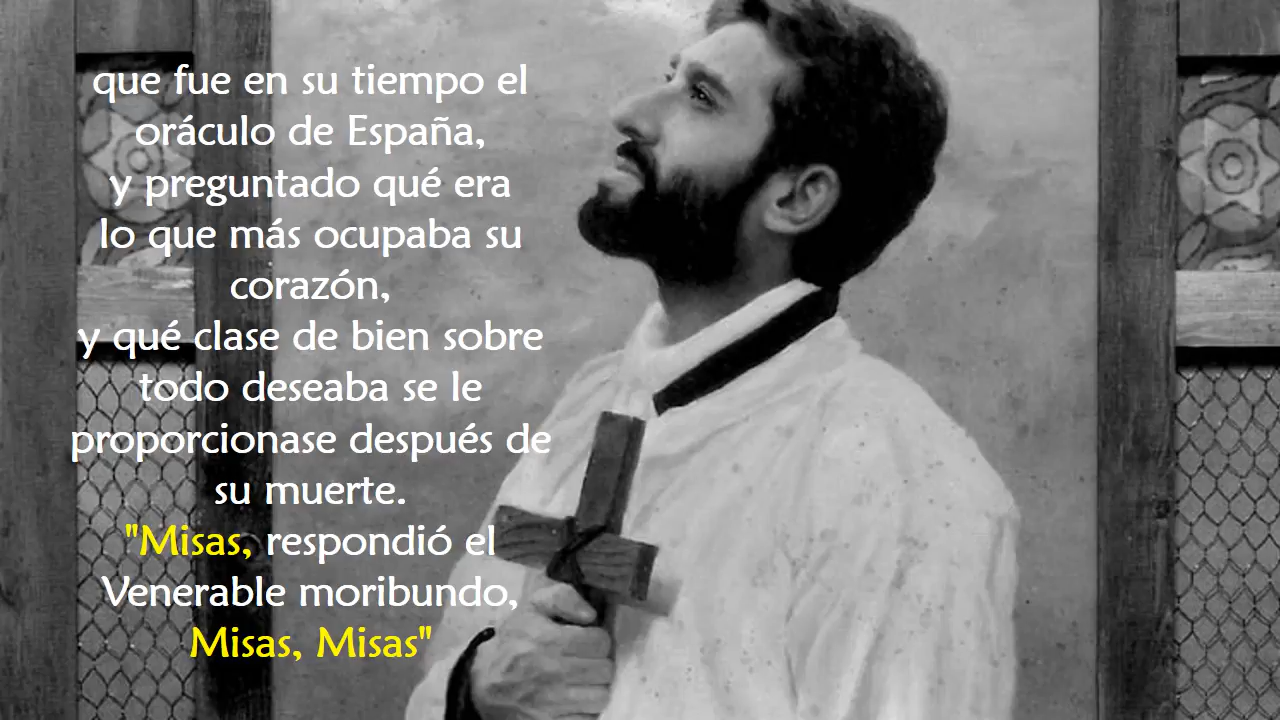 que fue en su tiempo el
oráculo de España,
y preguntado qué era
lo que más ocupaba su
corazón,
y qué clase de bien sobre
todo deseaba se le
proporcionase después de
su muerte.
"Misas, respondió el
Venerable moribundo,
Misas, Misas"